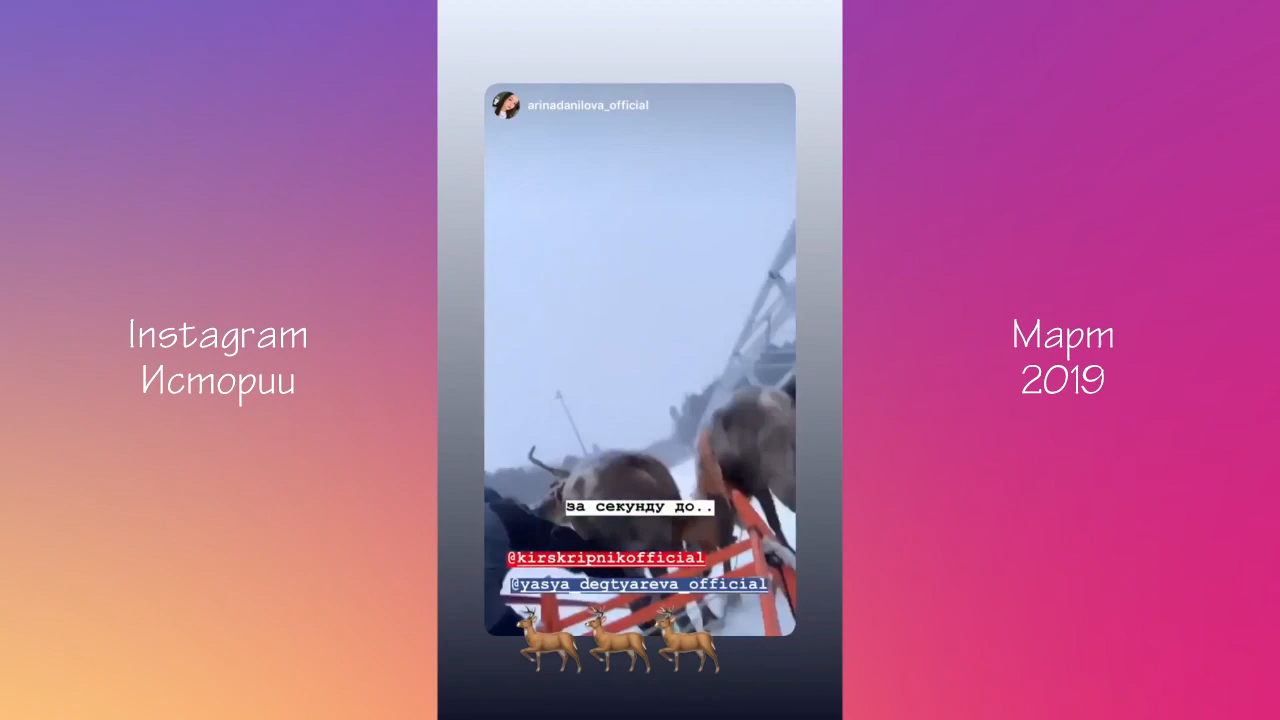 Instagram
Истории
arinadanilova_official
за секунду до..
@kirskripnikofficial
@yasya_degtyareva_official
Март
2019